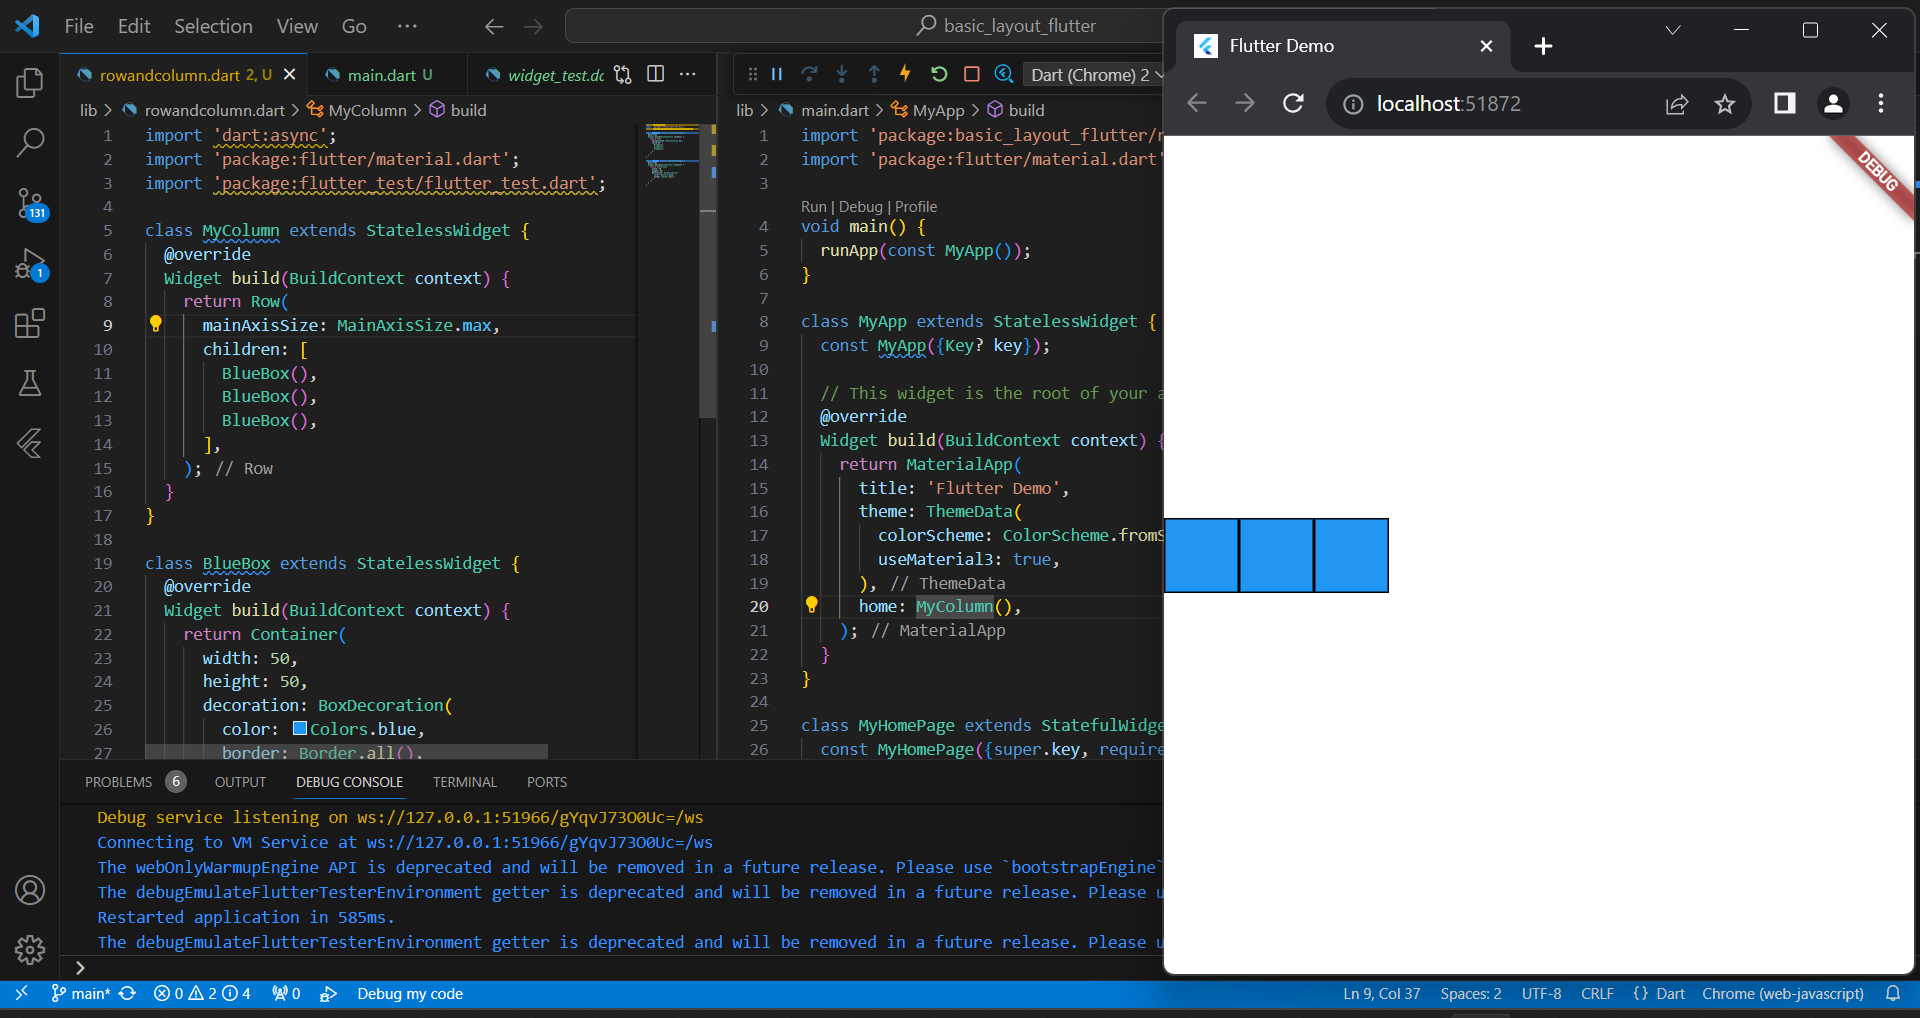 File Edit Selection View Go ··· basic_layout_flutter
rowandcolumn.dart 2, U main.dart U widget_test.dc
lib > rowandcolumn.dart > MyColumn > build
1 import 'dart:async';
2 import 'package:flutter/material.dart';
3 import 'package:flutter_test/flutter_test.dart';
4
5 class MyColumn extends StatelessWidget {
6 @override
7 Widget build(BuildContext context) {
8 return Row(
9 mainAxisSize: MainAxisSize.max,
10 children: [
11 BlueBox(),
12 BlueBox(),
13 BlueBox(),
14 ],
15 ); // Row
16 }
17 }
18
19 class BlueBox extends StatelessWidget {
20 @override
21 Widget build(BuildContext context) {
22 return Container(
23 width: 50,
24 height: 50,
25 decoration: BoxDecoration(
26 color: Colors.blue,
27 border: Border.all(),
Dart (Chrome) 2
lib > main.dart > MyApp > build
1 import 'package:basic_layout_flutter/r
2 import 'package:flutter/material.dart'
3
Run | Debug | Profile
4 void main() {
5 runApp(const MyApp());
6 }
7
8 class MyApp extends StatelessWidget {
9 const MyApp({Key? key});
10
11 // This widget is the root of your a
12 @override
13 Widget build(BuildContext context) {
14 return MaterialApp(
15 title: 'Flutter Demo',
16 theme: ThemeData(
17 colorScheme: ColorScheme.fromS
18 useMaterial3: true,
19 ), // ThemeData
20 home: MyColumn(),
21 ); // MaterialApp
22 }
23 }
24
25 class MyHomePage extends StatefulWidge
26 const MyHomePage({super.key, require
Flutter Demo
localhost:51872
DEBUG
131
1
PROBLEMS 6 OUTPUT DEBUG CONSOLE TERMINAL PORTS
Debug service listening on ws://127.0.0.1:51966/gYqvJ73O0Uc=/ws
Connecting to VM Service at ws://127.0.0.1:51966/gYqvJ73O0Uc=/ws
The webOnlyWarmupEngine API is deprecated and will be removed in a future release. Please use `bootstrapEngine`
The debugEmulateFlutterTesterEnvironment getter is deprecated and will be removed in a future release. Please u
Restarted application in 585ms.
The debugEmulateFlutterTesterEnvironment getter is deprecated and will be removed in a future release. Please u
>
main* 0 2 4 0 Debug my code Ln 9, Col 37 Spaces: 2 UTF-8 CRLF {} Dart Chrome (web-javascript)